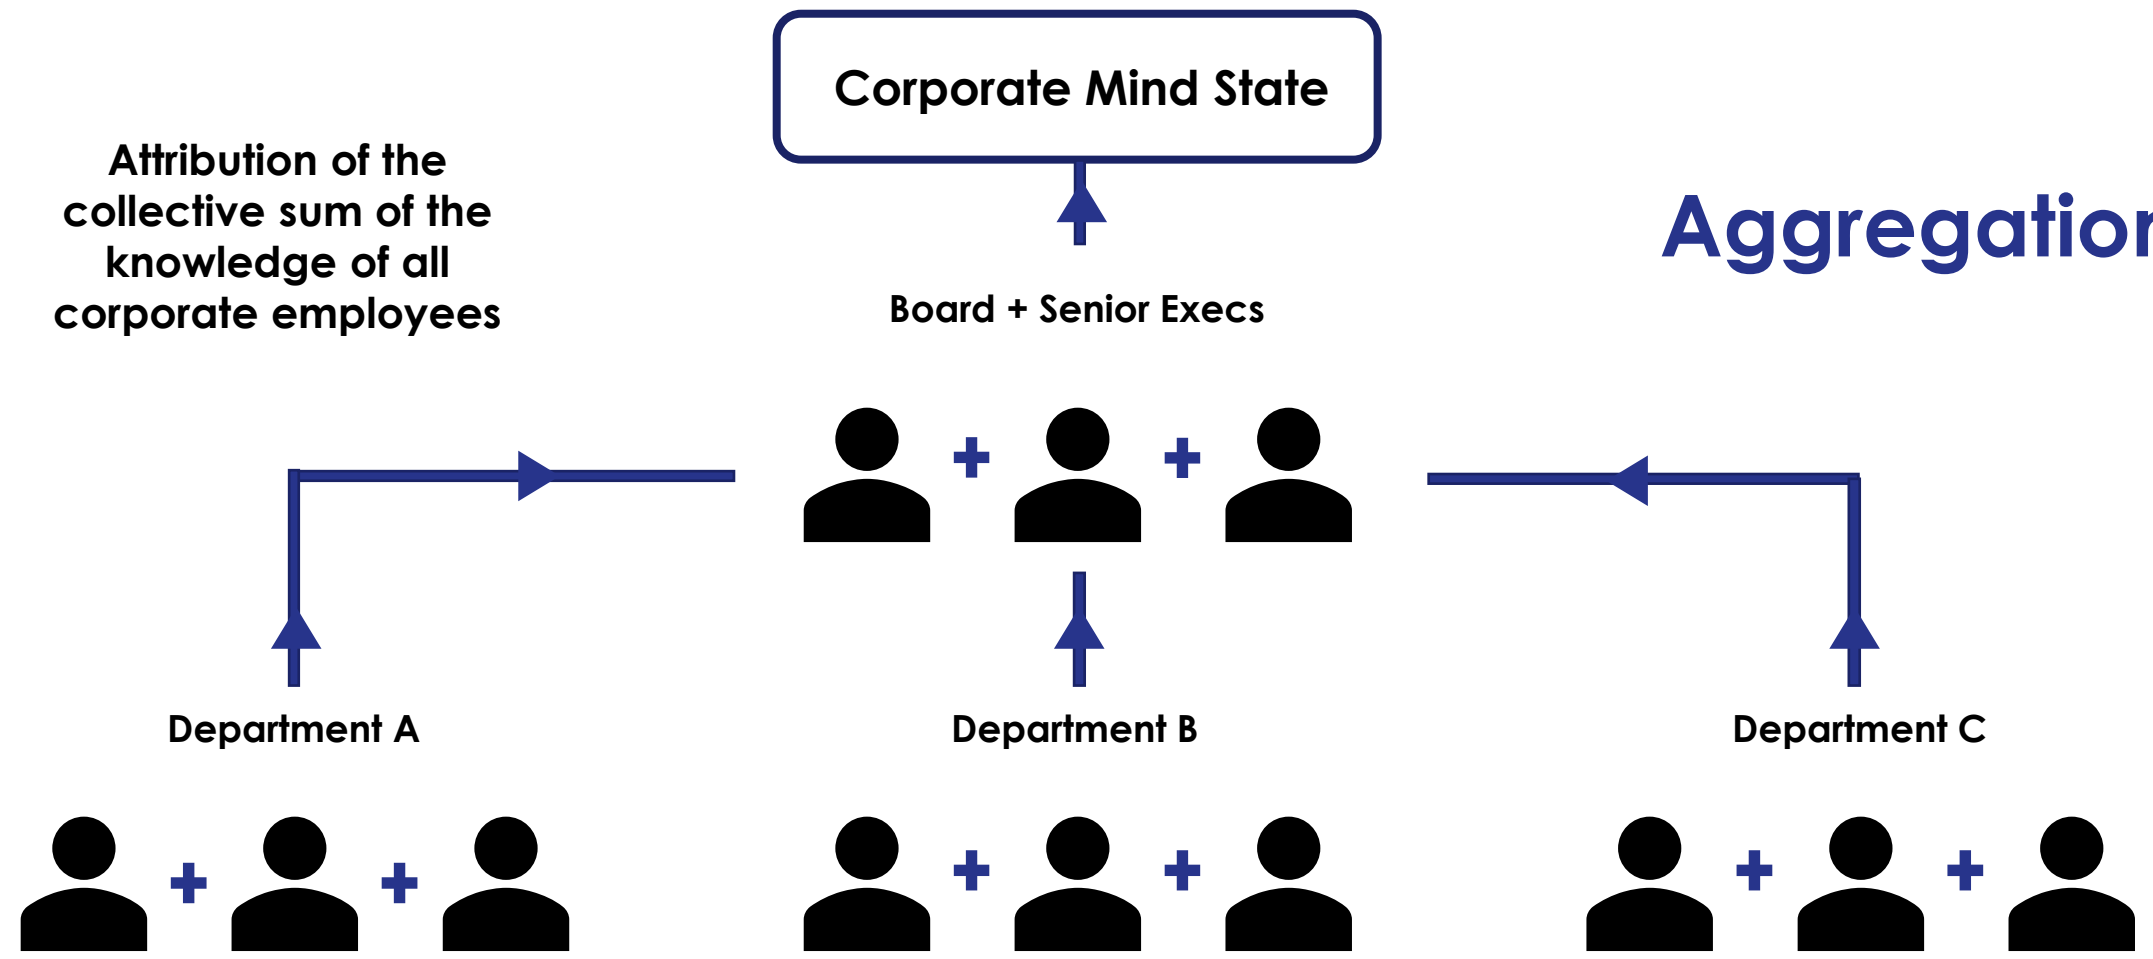 Corporate Mind State
Attribution of the
collective sum of the
knowledge of all
corporate employees
Aggregation
Board + Senior Execs
Department A
Department B
Department C